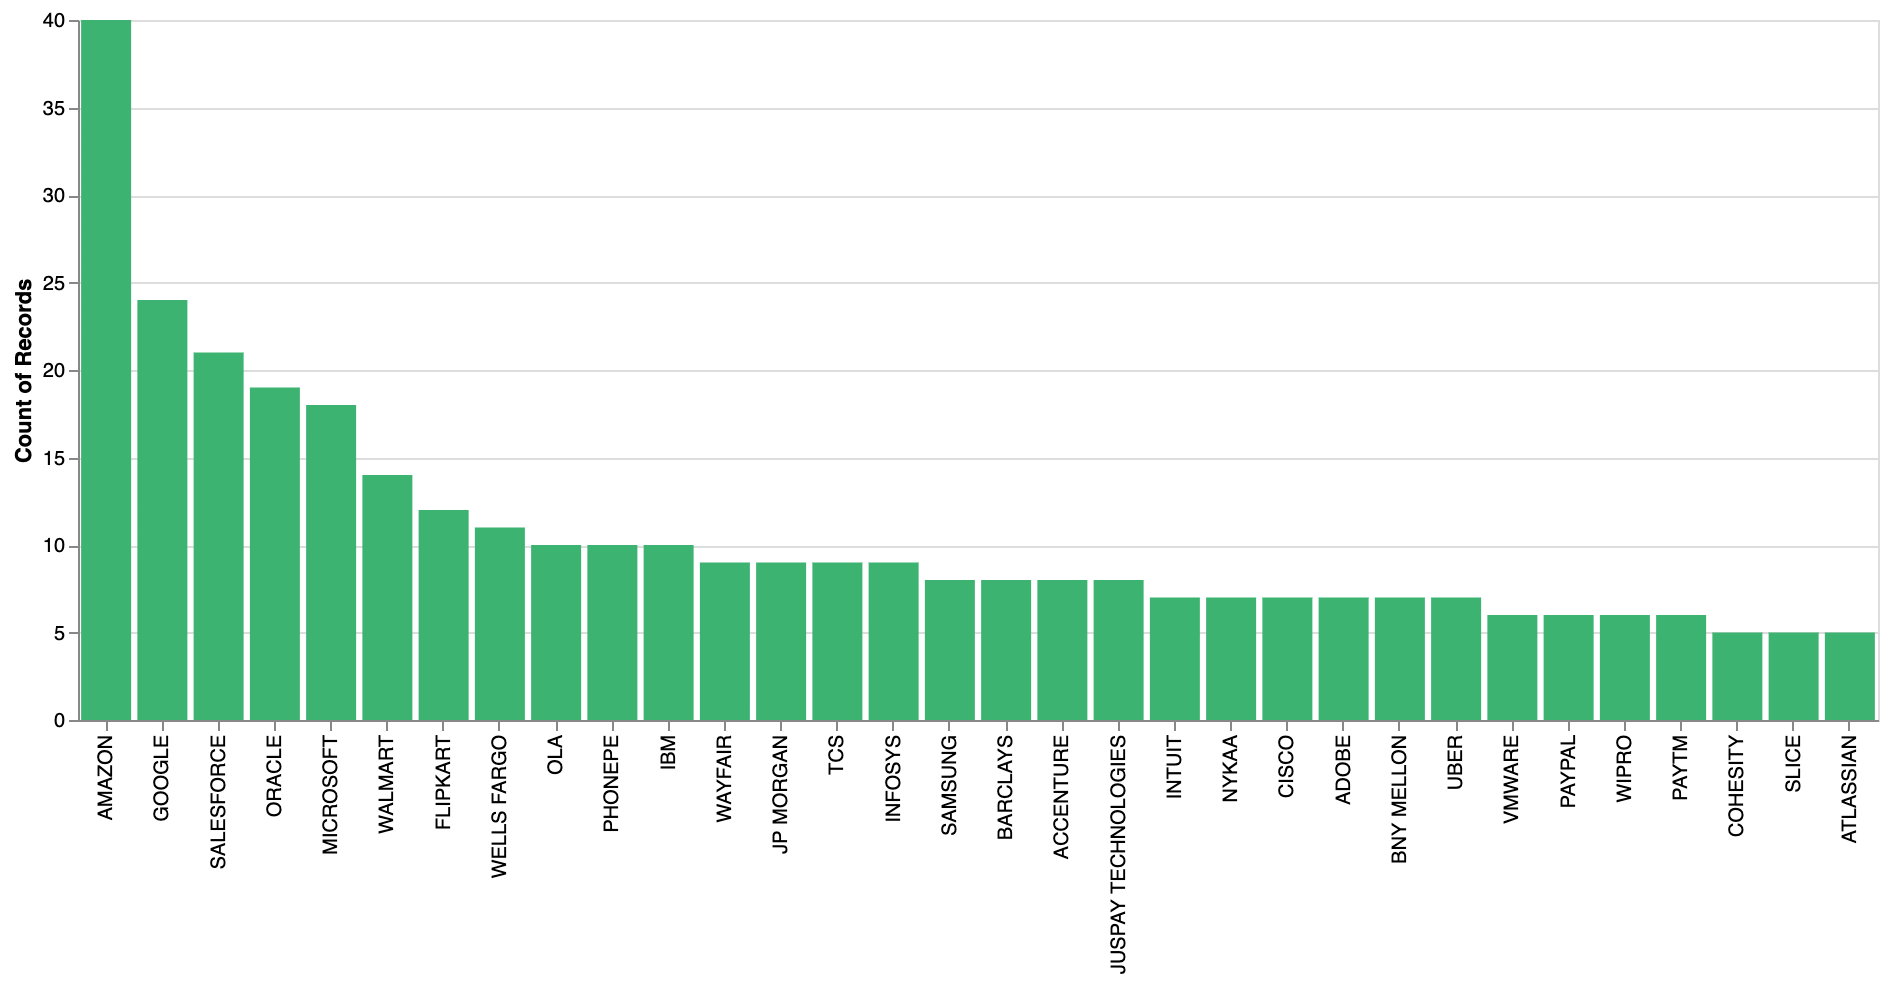 Count of Records
40
35
30
25
20
15
10
5
0
AMAZON
GOOGLE
SALESFORCE
ORACLE
MICROSOFT
WALMART
FLIPKART
WELLS FARGO
OLA
PHONEPE
IBM
WAYFAIR
JP MORGAN
TCS
INFOSYS
SAMSUNG
BARCLAYS
ACCENTURE
JUSPAY TECHNOLOGIES
INTUIT
NYKAA
CISCO
ADOBE
BNY MELLON
UBER
VMWARE
PAYPAL
WIPRO
PAYTM
COHESITY
SLICE
ATLASSIAN